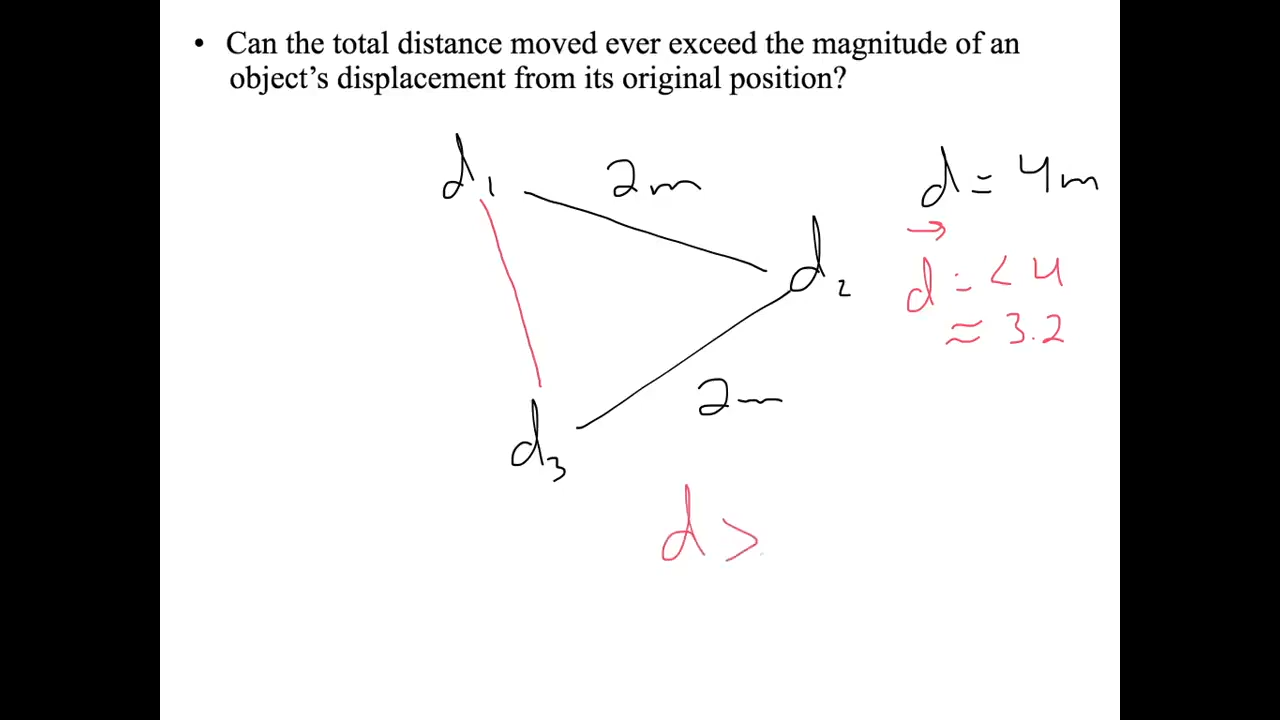 • Can the total distance moved ever exceed the magnitude of an
object's displacement from its original position?
d₁
2m
d = 4m
d₂
→
d = < 4
≈ 3.2
2m
d₃
d >